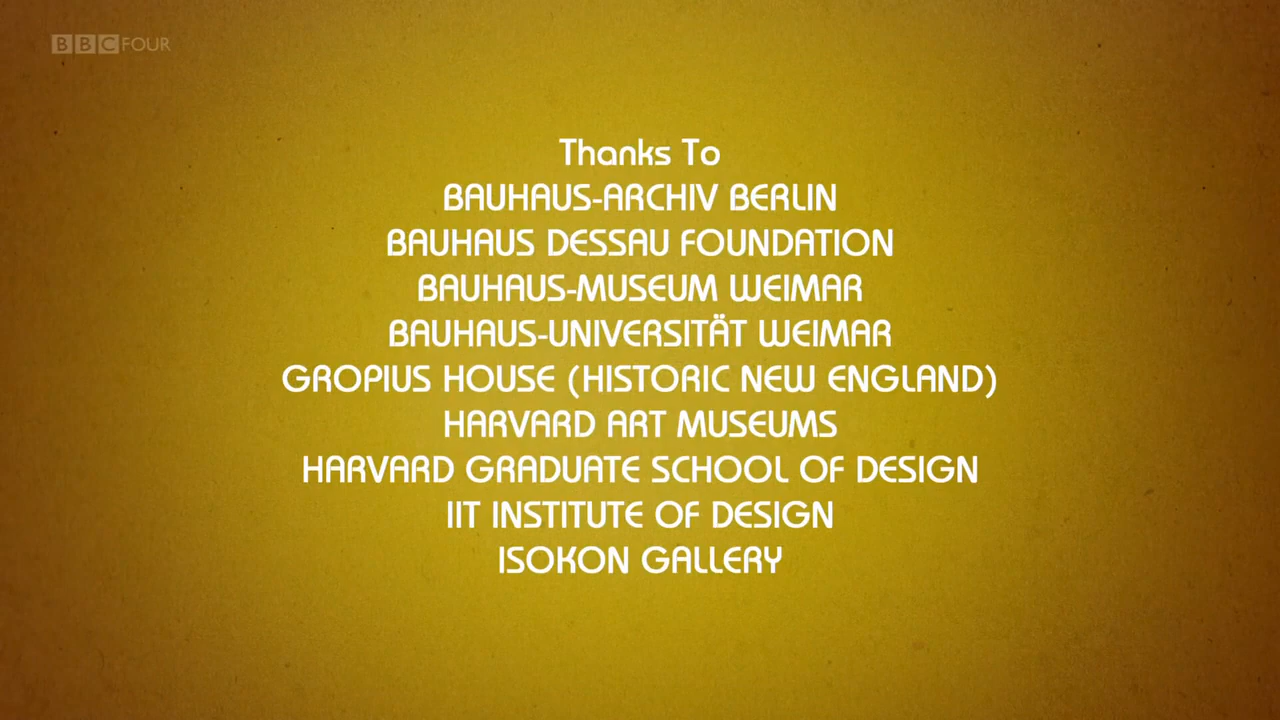 BBC FOUR
Thanks To
BAUHAUS-ARCHIV BERLIN
BAUHAUS DESSAU FOUNDATION
BAUHAUS-MUSEUM WEIMAR
BAUHAUS-UNIVERSITÄT WEIMAR
GROPIUS HOUSE (HISTORIC NEW ENGLAND)
HARVARD ART MUSEUMS
HARVARD GRADUATE SCHOOL OF DESIGN
IIT INSTITUTE OF DESIGN
ISOKON GALLERY